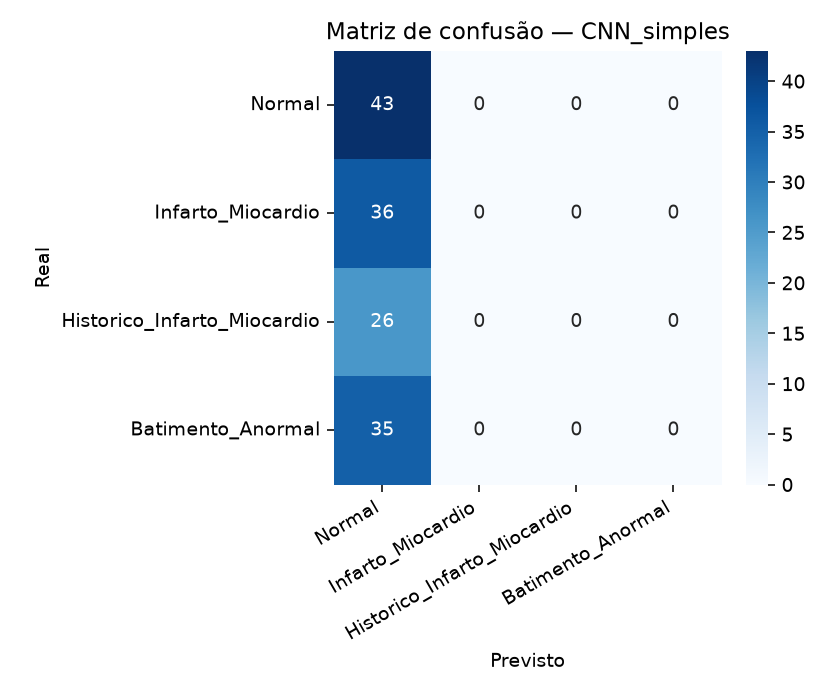 Matriz de confusão — CNN_simples
Real
Normal 43 0 0 0
Infarto_Miocardio 36 0 0 0
Historico_Infarto_Miocardio 26 0 0 0
Batimento_Anormal 35 0 0 0
Normal
Infarto_Miocardio
Historico_Infarto_Miocardio
Batimento_Anormal
Previsto
40
35
30
25
20
15
10
5
0